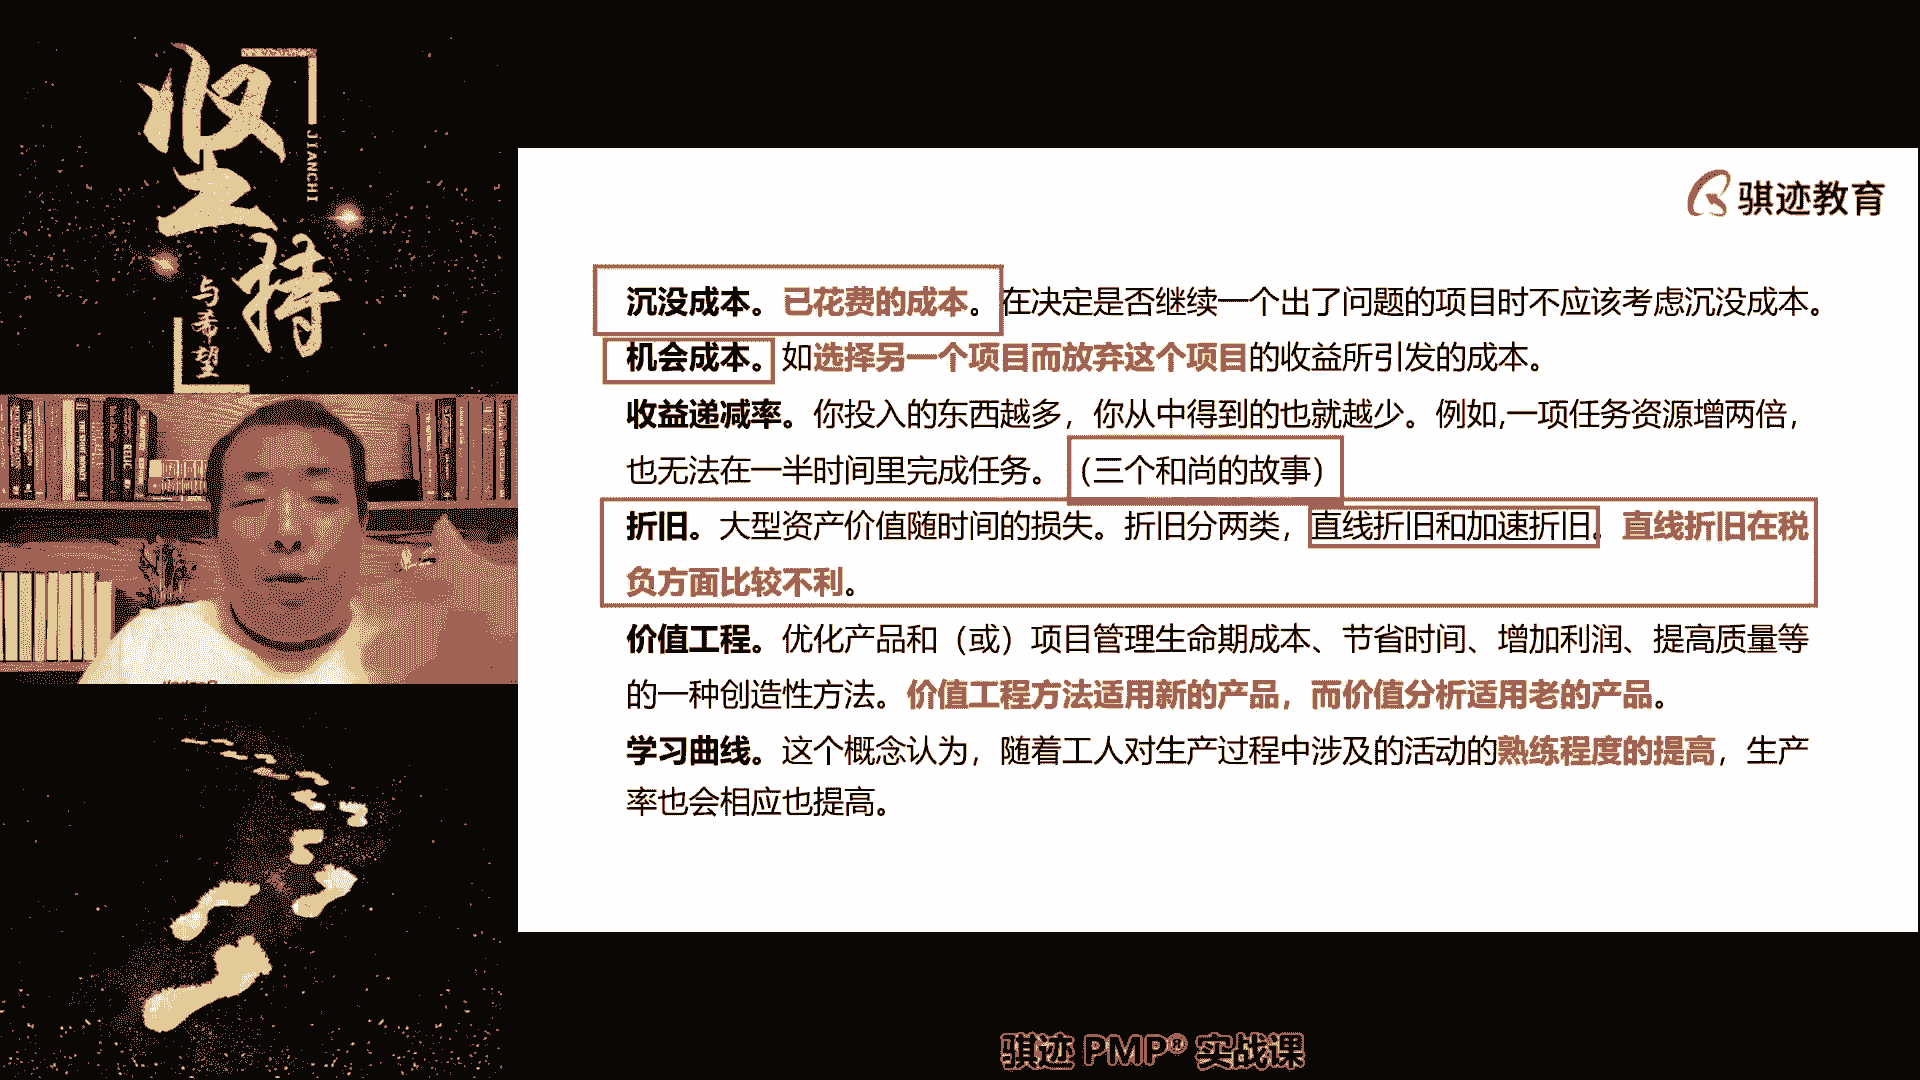 坚持
JIANCHI
与希望
骐迹教育
沉没成本。已花费的成本。在决定是否继续一个出了问题的项目时不应该考虑沉没成本。
机会成本。如选择另一个项目而放弃这个项目的收益所引发的成本。
收益递减率。你投入的东西越多，你从中得到的也就越少。例如,一项任务资源增两倍，
也无法在一半时间里完成任务。（三个和尚的故事）
折旧。大型资产价值随时间的损失。折旧分两类，直线折旧和加速折旧。直线折旧在税
负方面比较不利。
价值工程。优化产品和（或）项目管理生命期成本、节省时间、增加利润、提高质量等
的一种创造性方法。价值工程方法适用新的产品，而价值分析适用老的产品。
学习曲线。这个概念认为，随着工人对生产过程中涉及的活动的熟练程度的提高，生产
率也会相应也提高。
骐迹 PMP® 实战课